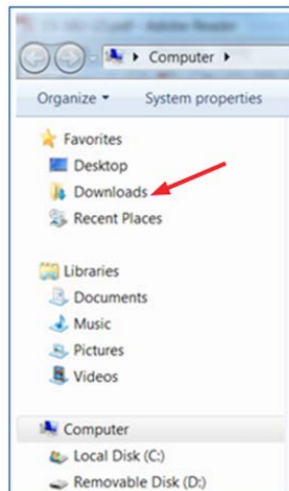 Computer
Organize System properties
Favorites
Desktop
Downloads
Recent Places
Libraries
Documents
Music
Pictures
Videos
Computer
Local Disk (C:)
Removable Disk (D:)